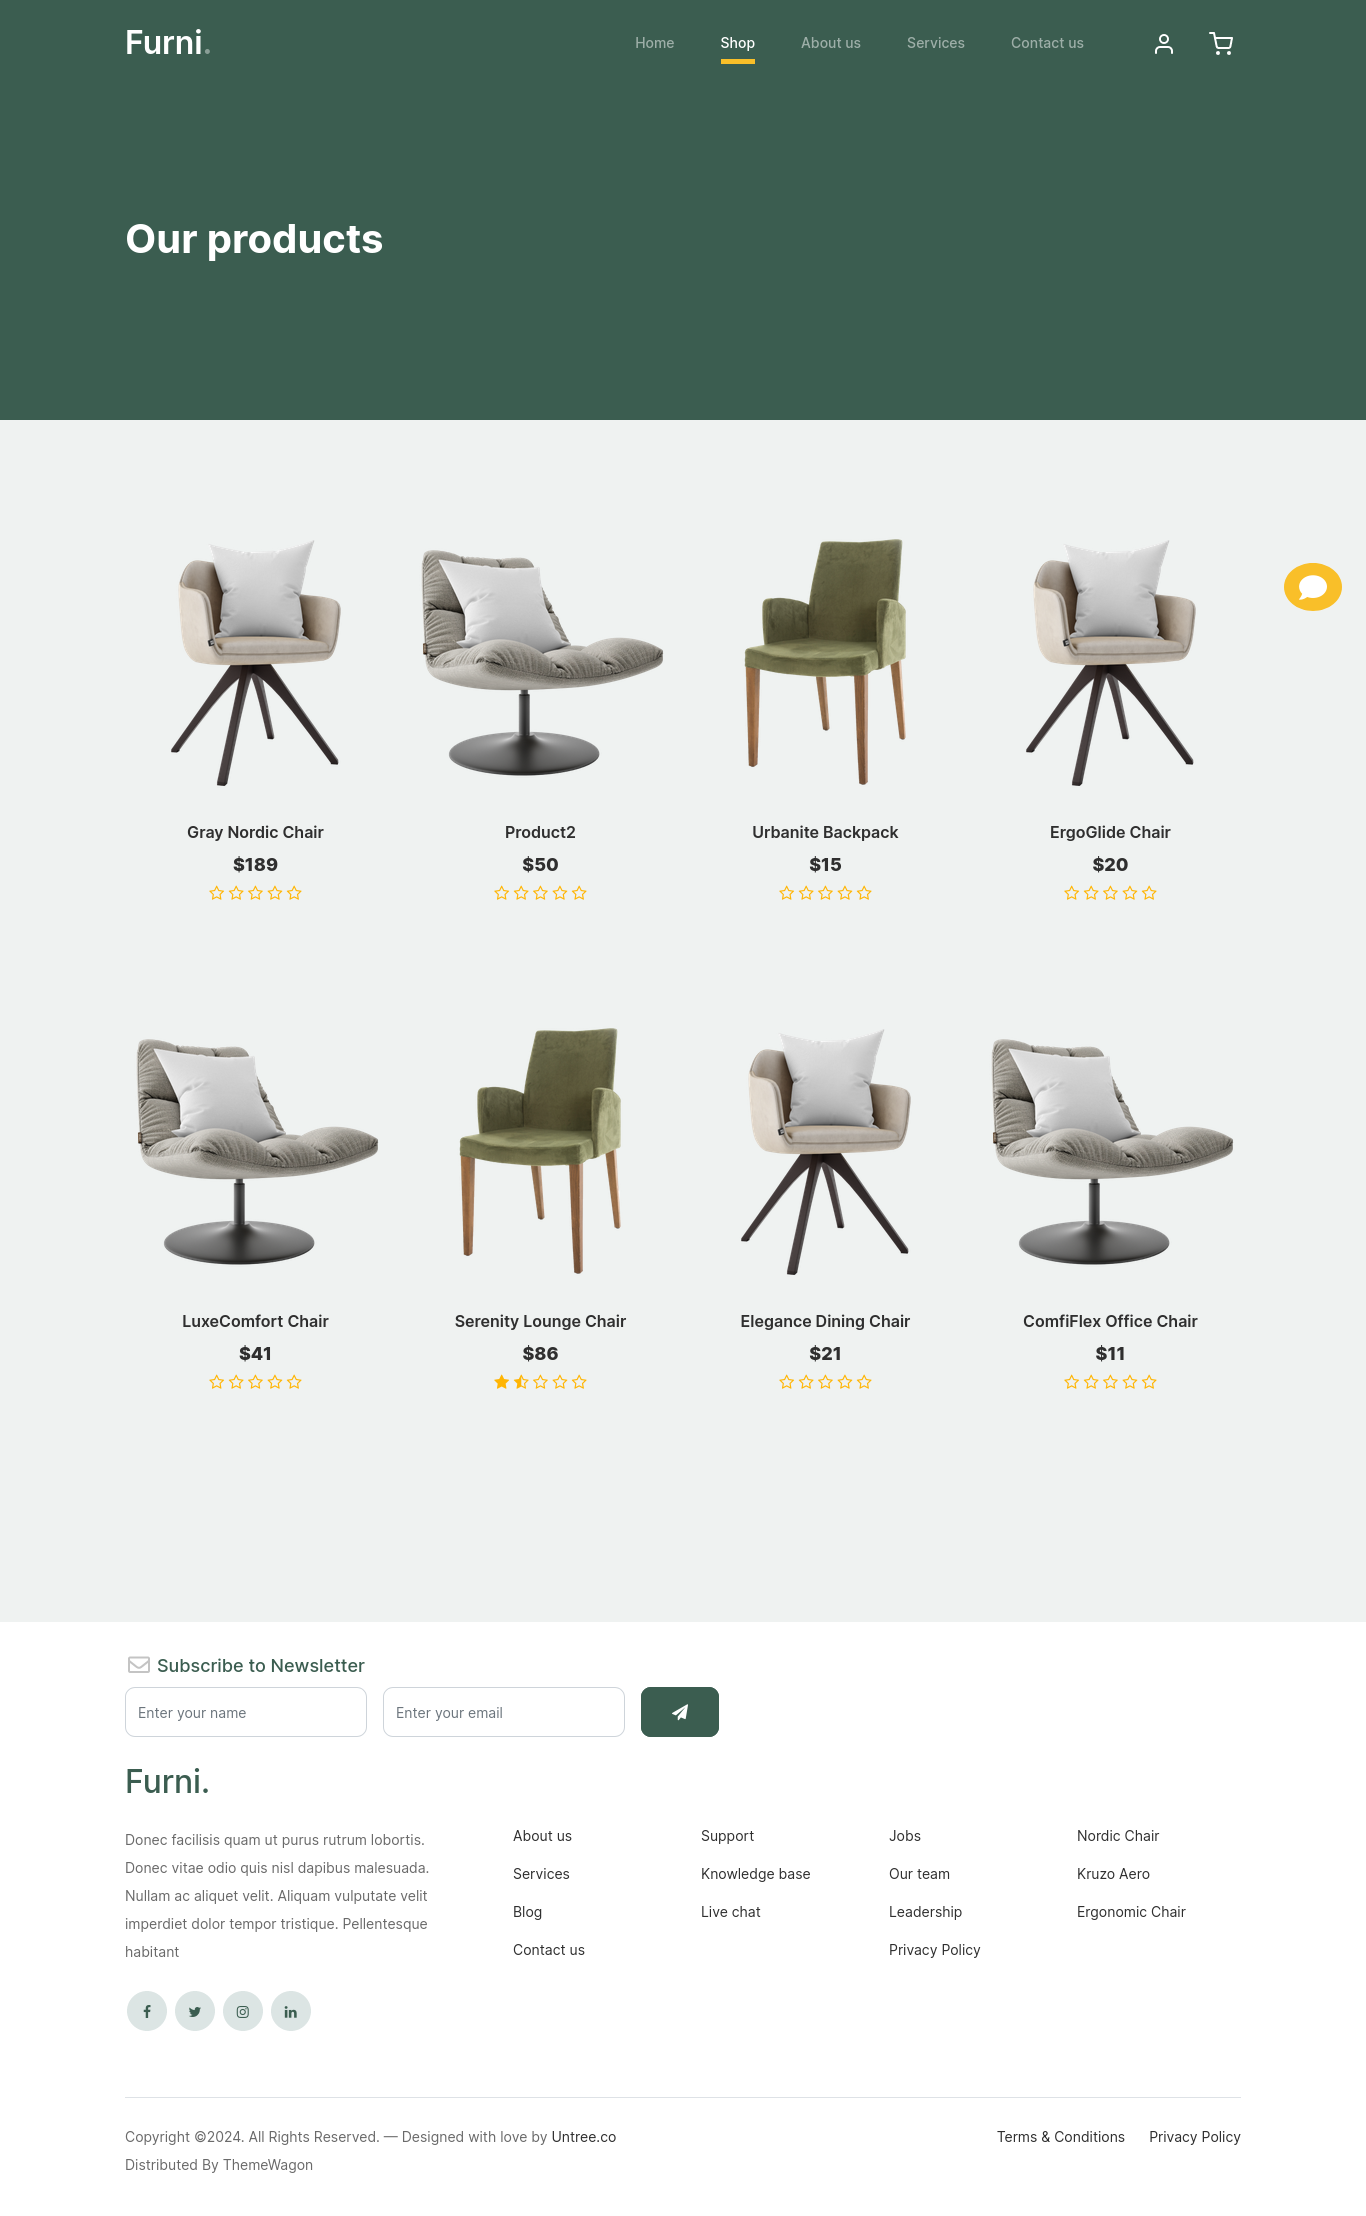 Furni.
Home
Shop
About us
Services
Contact us
Our products
Gray Nordic Chair
$189
Product2
$50
Urbanite Backpack
$15
ErgoGlide Chair
$20
LuxeComfort Chair
$41
Serenity Lounge Chair
$86
Elegance Dining Chair
$21
ComfiFlex Office Chair
$11
Subscribe to Newsletter
Enter your name
Enter your email
Furni.
Donec facilisis quam ut purus rutrum lobortis.
Donec vitae odio quis nisl dapibus malesuada.
Nullam ac aliquet velit. Aliquam vulputate velit
imperdiet dolor tempor tristique. Pellentesque
habitant
About us
Services
Blog
Contact us
Support
Knowledge base
Live chat
Jobs
Our team
Leadership
Privacy Policy
Nordic Chair
Kruzo Aero
Ergonomic Chair
Copyright ©2024. All Rights Reserved. — Designed with love by Untree.co
Distributed By ThemeWagon
Terms & Conditions
Privacy Policy